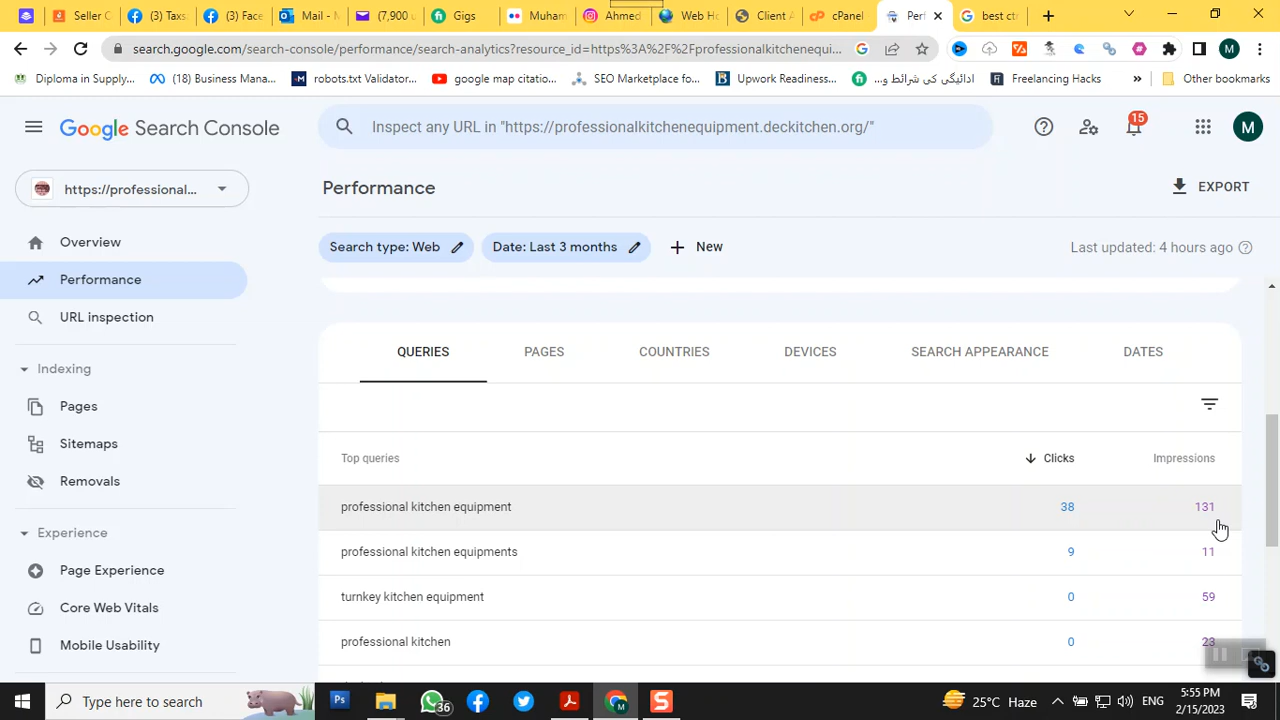 Seller C
(3) Taxs
(3) Face
Mail -
(7,900
Gigs
Muham
Ahmed
Web Ho
Client A
cPanel
Perf
best ctr
search.google.com/search-console/performance/search-analytics?resource_id=https%3A%2F%2Fprofessionalkitchenequi...
M
Diploma in Supply...
(18) Business Mana...
robots.txt Validator...
google map citatio...
SEO Marketplace fo...
Upwork Readiness...
ادائیگی کی شرائط و...
Freelancing Hacks
Other bookmarks
Google Search Console
Inspect any URL in "https://professionalkitchenequipment.deckitchen.org/"
15
M
https://professional...
Performance
EXPORT
Search type: Web
Date: Last 3 months
New
Last updated: 4 hours ago
Overview
Performance
URL inspection
Indexing
Pages
Sitemaps
Removals
Experience
Page Experience
Core Web Vitals
Mobile Usability
QUERIES PAGES COUNTRIES DEVICES SEARCH APPEARANCE DATES
Top queries Clicks Impressions
professional kitchen equipment 38 131
professional kitchen equipments 9 11
turnkey kitchen equipment 0 59
professional kitchen 0 23
Type here to search
Ps
36
S
25°C Haze
ENG
5:55 PM
2/15/2023